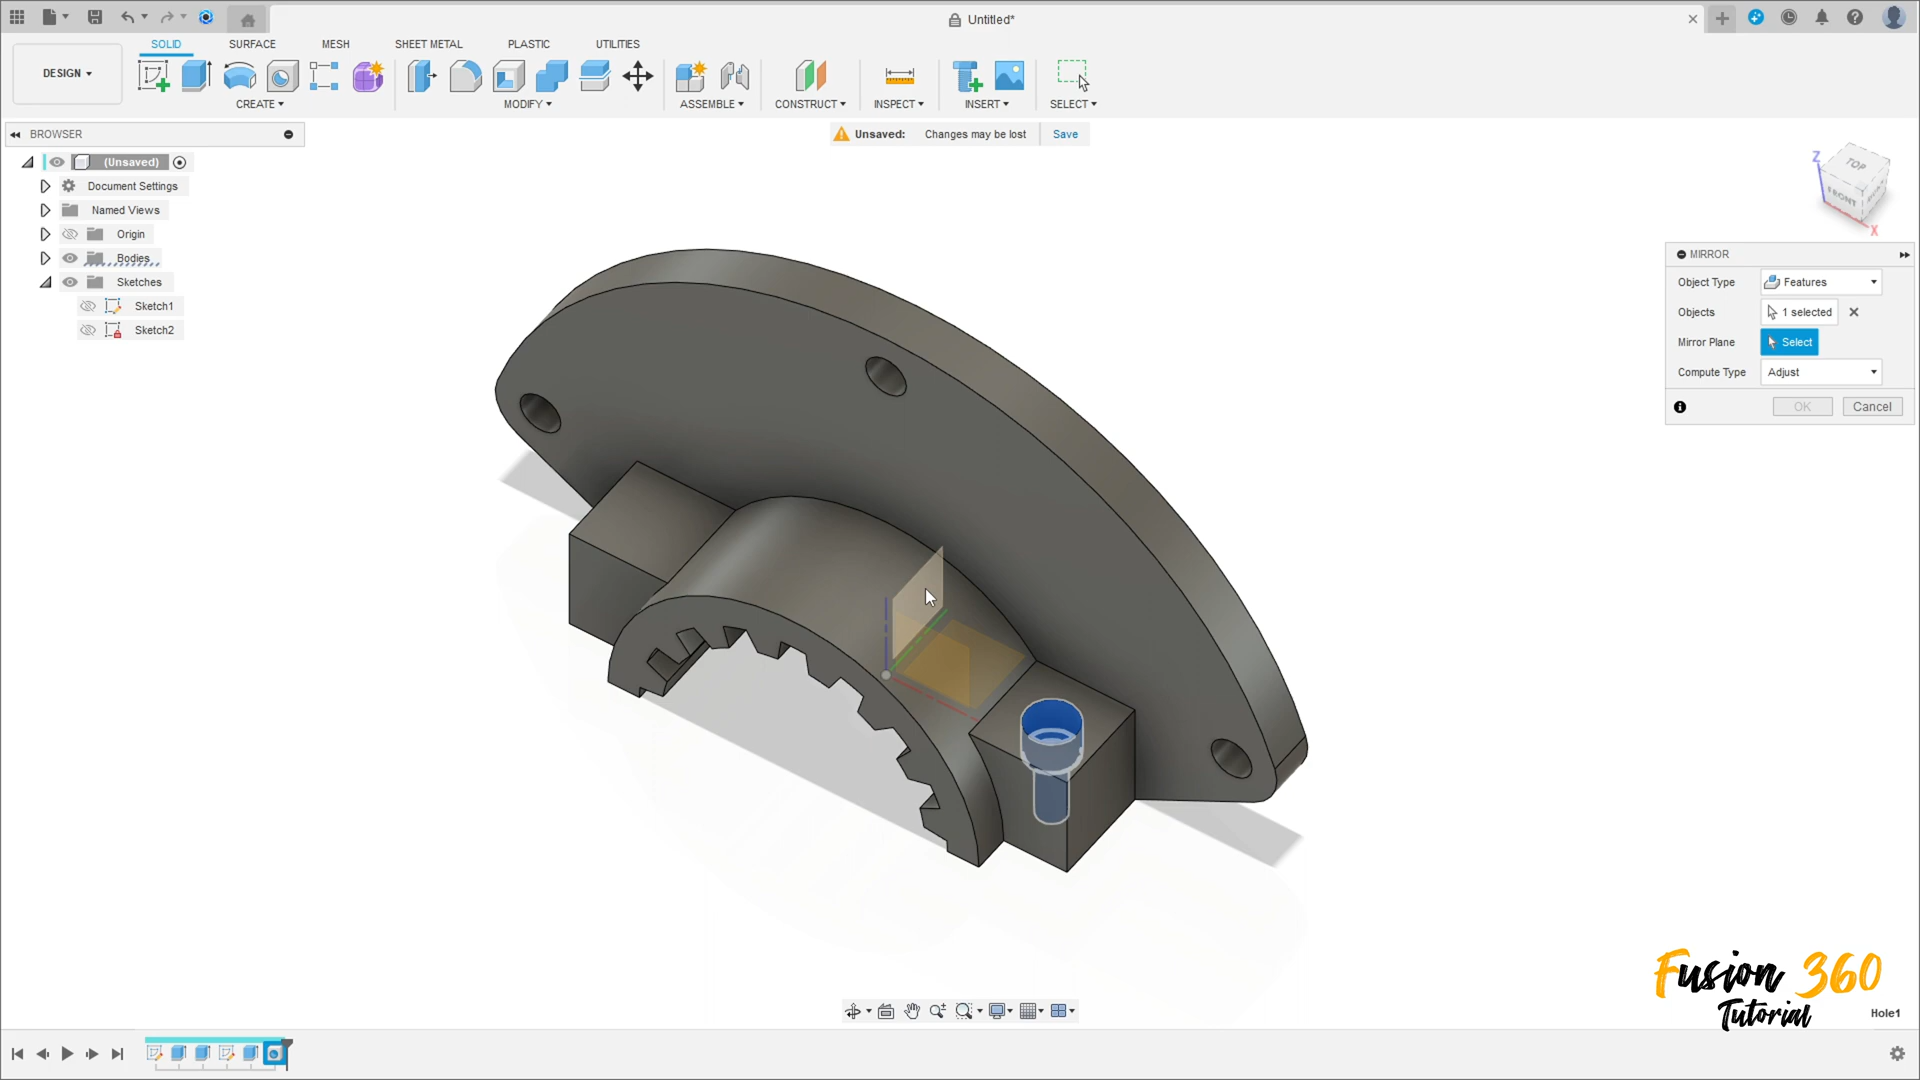 Untitled*
DESIGN
SOLID
SURFACE
MESH
SHEET METAL
PLASTIC
UTILITIES
CREATE
MODIFY
ASSEMBLE
CONSTRUCT
INSPECT
INSERT
SELECT
BROWSER
Unsaved: Changes may be lost Save
(Unsaved)
Document Settings
Named Views
Origin
Bodies
Sketches
Sketch1
Sketch2
Z
TOP
FRONT
X
MIRROR
Object Type Features
Objects 1 selected
Mirror Plane Select
Compute Type Adjust
OK Cancel
Fusion 360
Tutorial
Hole1